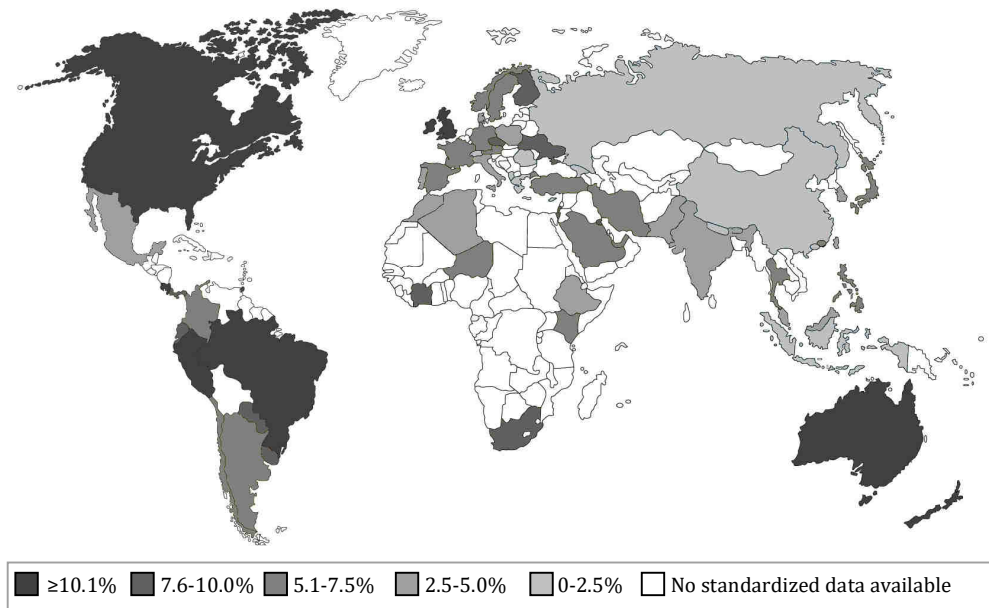 ≥10.1% 7.6-10.0% 5.1-7.5% 2.5-5.0% 0-2.5% No standardized data available